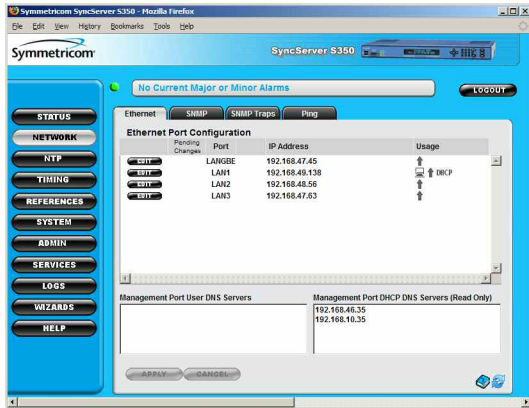 Symmetricom SyncServer S350 - Mozilla Firefox
File Edit View History Bookmarks Tools Help
Symmetricom
SyncServer S350
No Current Major or Minor Alarms
LOGOUT
STATUS
NETWORK
NTP
TIMING
REFERENCES
SYSTEM
ADMIN
SERVICES
LOGS
WIZARDS
HELP
Ethernet SNMP SNMP Traps Ping
Ethernet Port Configuration
Pending Changes Port IP Address Usage
EDIT LANGBE 192.168.47.45
EDIT LAN1 192.168.49.138 DHCP
EDIT LAN2 192.168.48.56
EDIT LAN3 192.168.47.63
Management Port User DNS Servers
Management Port DHCP DNS Servers (Read Only)
192.168.46.35
192.168.10.35
APPLY CANCEL